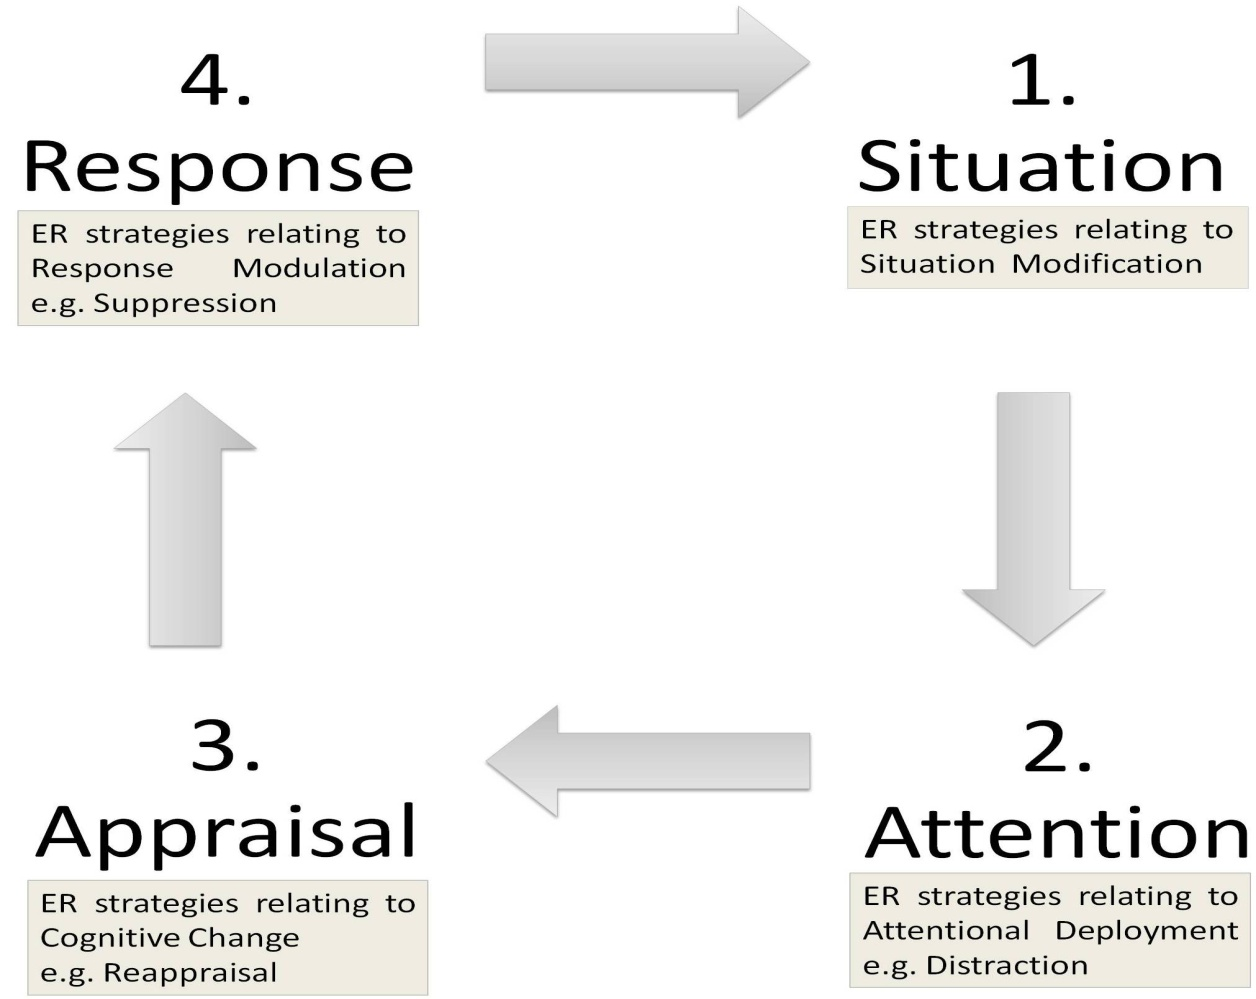 4.
Response
ER strategies relating to
Response Modulation
e.g. Suppression
1.
Situation
ER strategies relating to
Situation Modification
3.
Appraisal
ER strategies relating to
Cognitive Change
e.g. Reappraisal
2.
Attention
ER strategies relating to
Attentional Deployment
e.g. Distraction